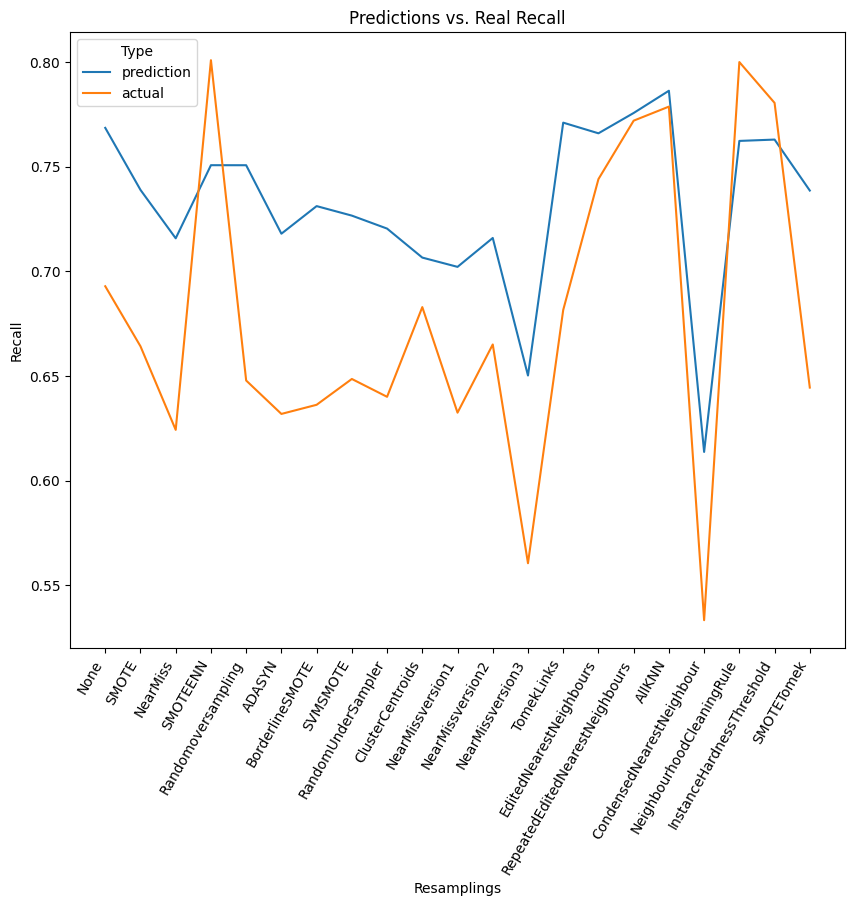 Predictions vs. Real Recall
Type
prediction
actual
0.80
0.75
0.70
0.65
0.60
0.55
Recall
None
SMOTE
NearMiss
SMOTEENN
Randomoversampling
ADASYN
BorderlineSMOTE
SVMSMOTE
RandomUnderSampler
ClusterCentroids
NearMissversion1
NearMissversion2
NearMissversion3
TomekLinks
EditedNearestNeighbours
RepeatedEditedNearestNeighbours
AllKNN
CondensedNearestNeighbour
NeighbourhoodCleaningRule
InstanceHardnessThreshold
SMOTETomek
Resamplings